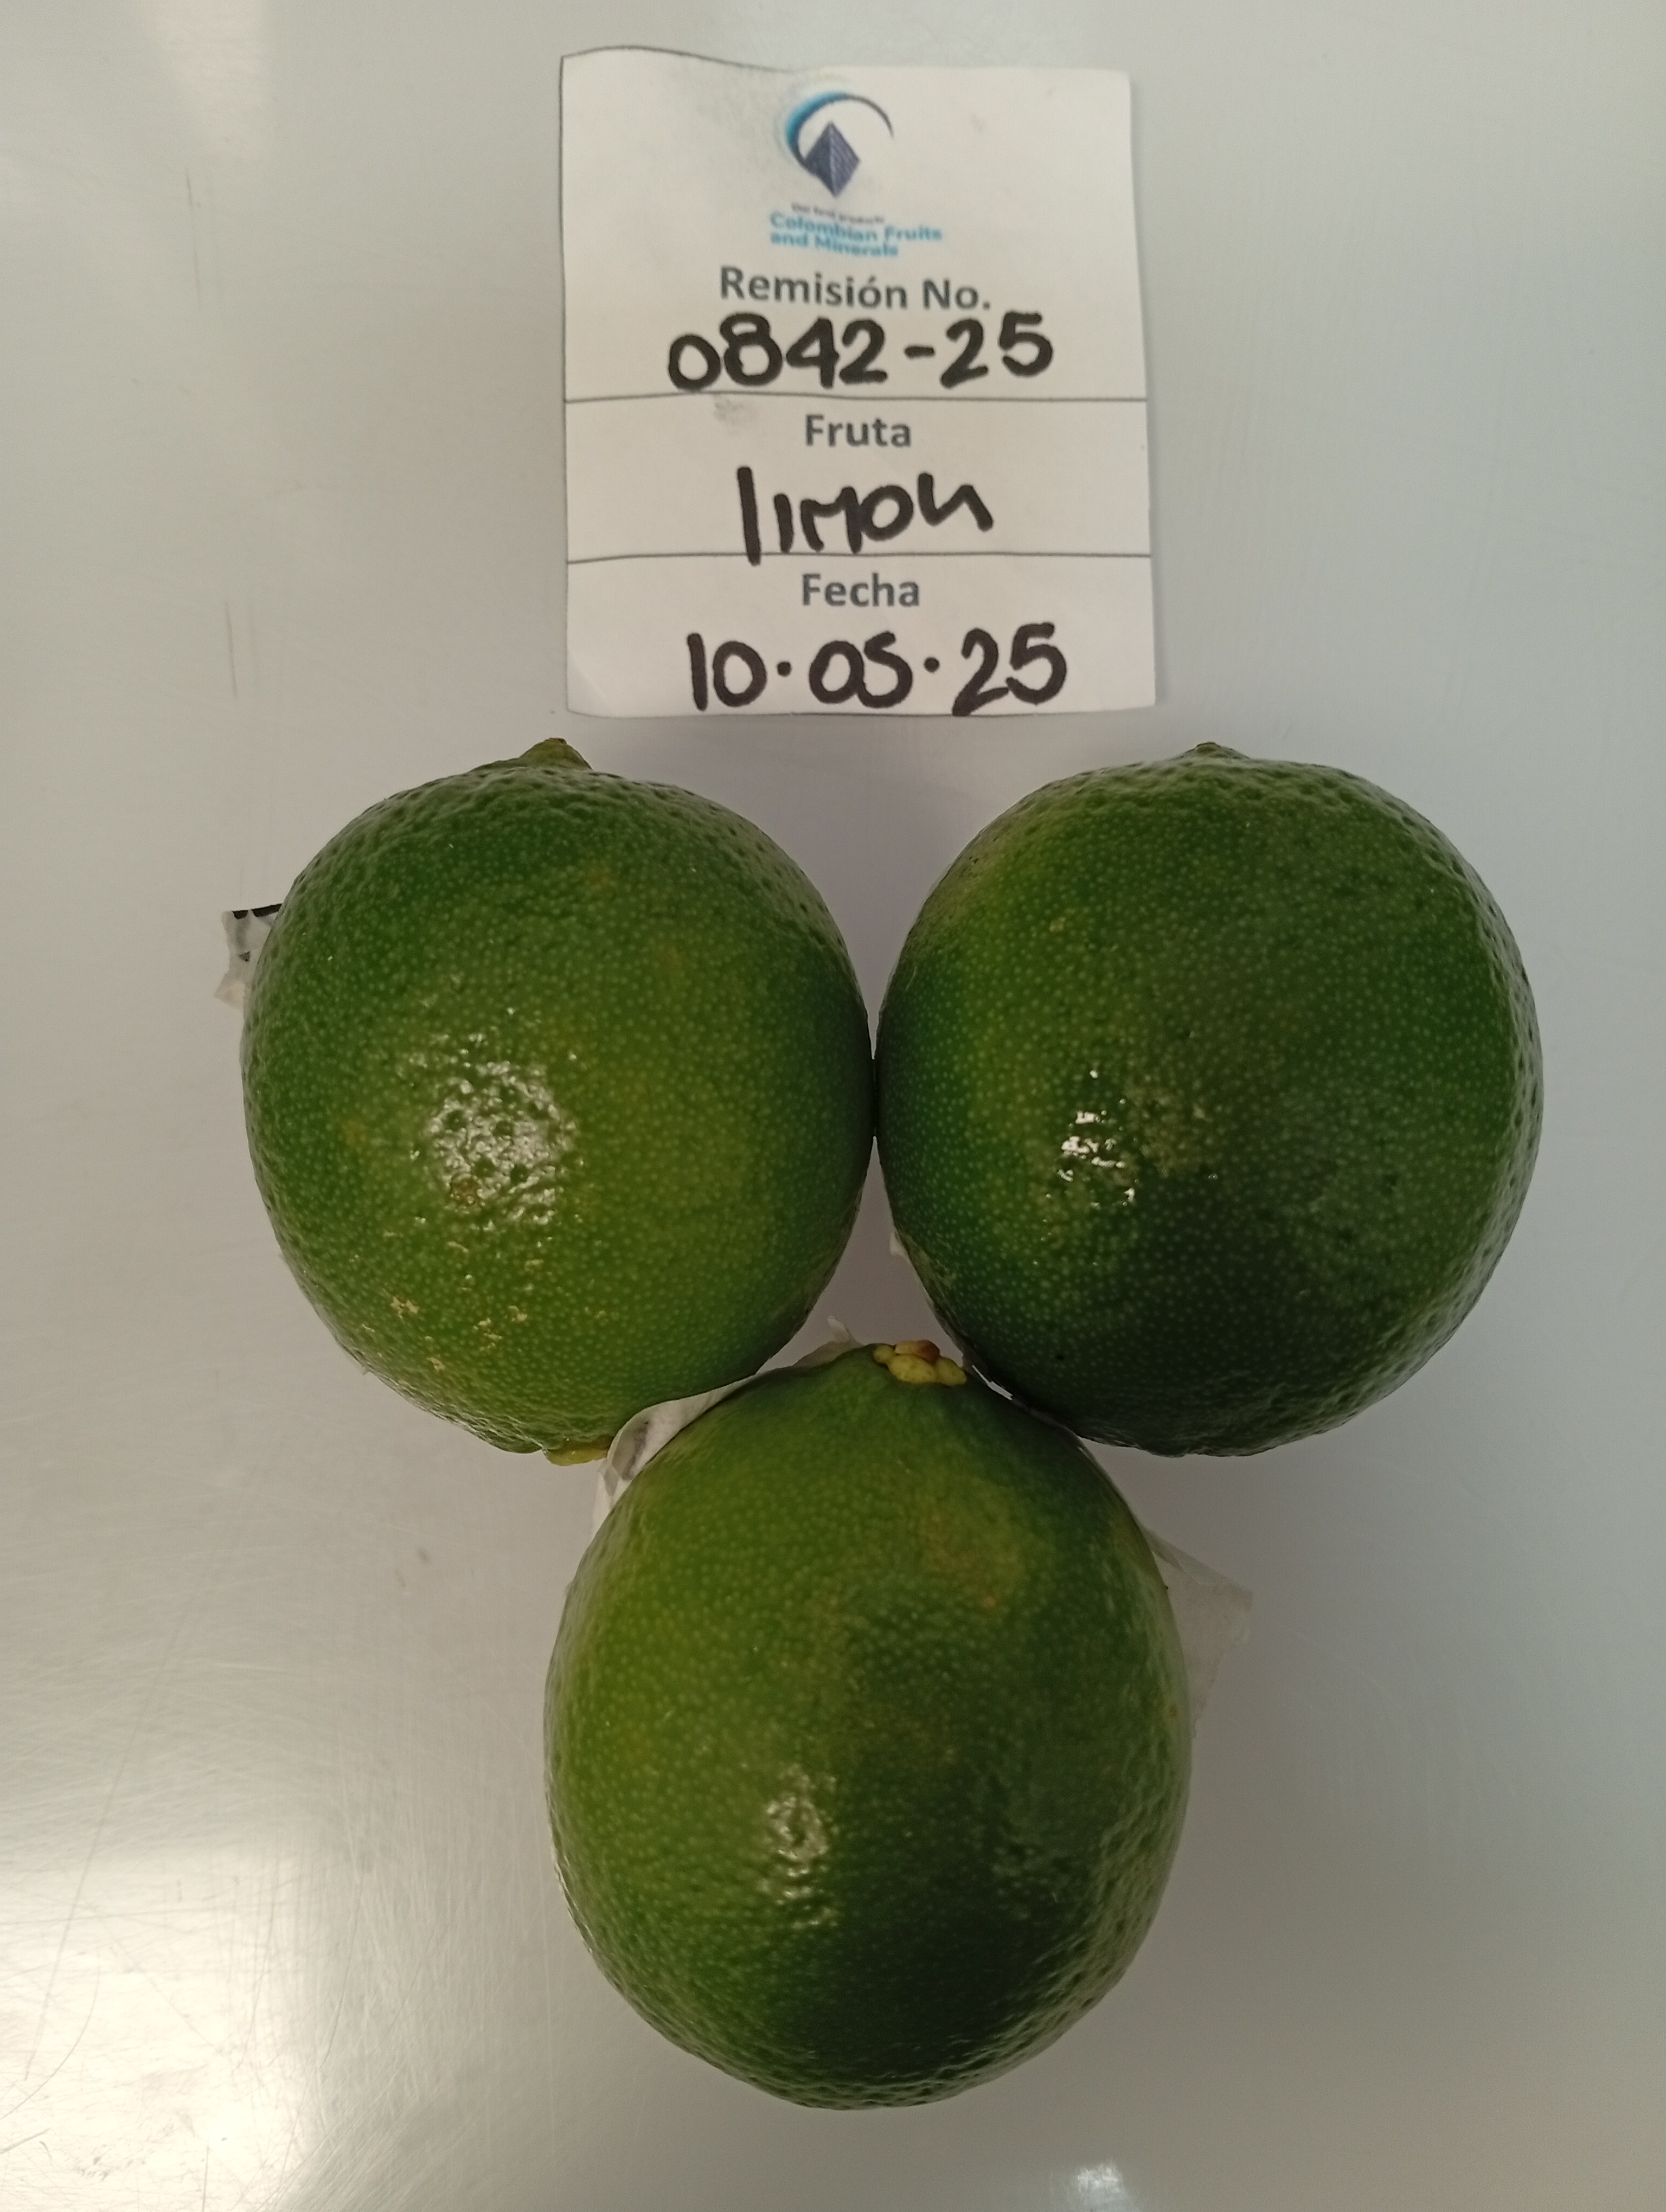 Colombian Fruits
and Minerals
Remisión No.
0842-25
Fruta
limon
Fecha
10.05.25